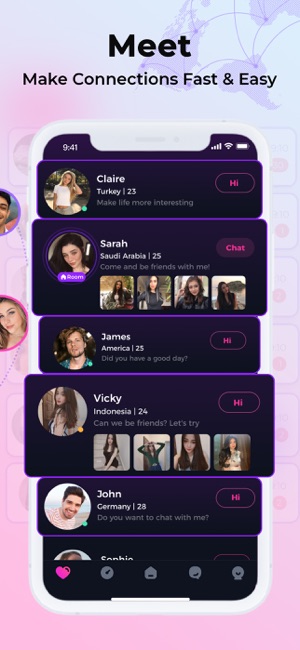 Meet
Make Connections Fast & Easy
9:41
Claire
Turkey | 23
Hi
Make life more interesting
Sarah
Saudi Arabia | 25
Chat
Come and be friends with me!
Room
James
America | 25
Hi
Did you have a good day?
Vicky
Indonesia | 24
Hi
Can we be friends? Let's try
John
Germany | 28
Hi
Do you want to chat with me?
Sophie